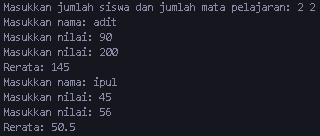 Masukkan jumlah siswa dan jumlah mata pelajaran: 2 2
Masukkan nama: adit
Masukkan nilai: 90
Masukkan nilai: 200
Rerata: 145
Masukkan nama: ipul
Masukkan nilai: 45
Masukkan nilai: 56
Rerata: 50.5